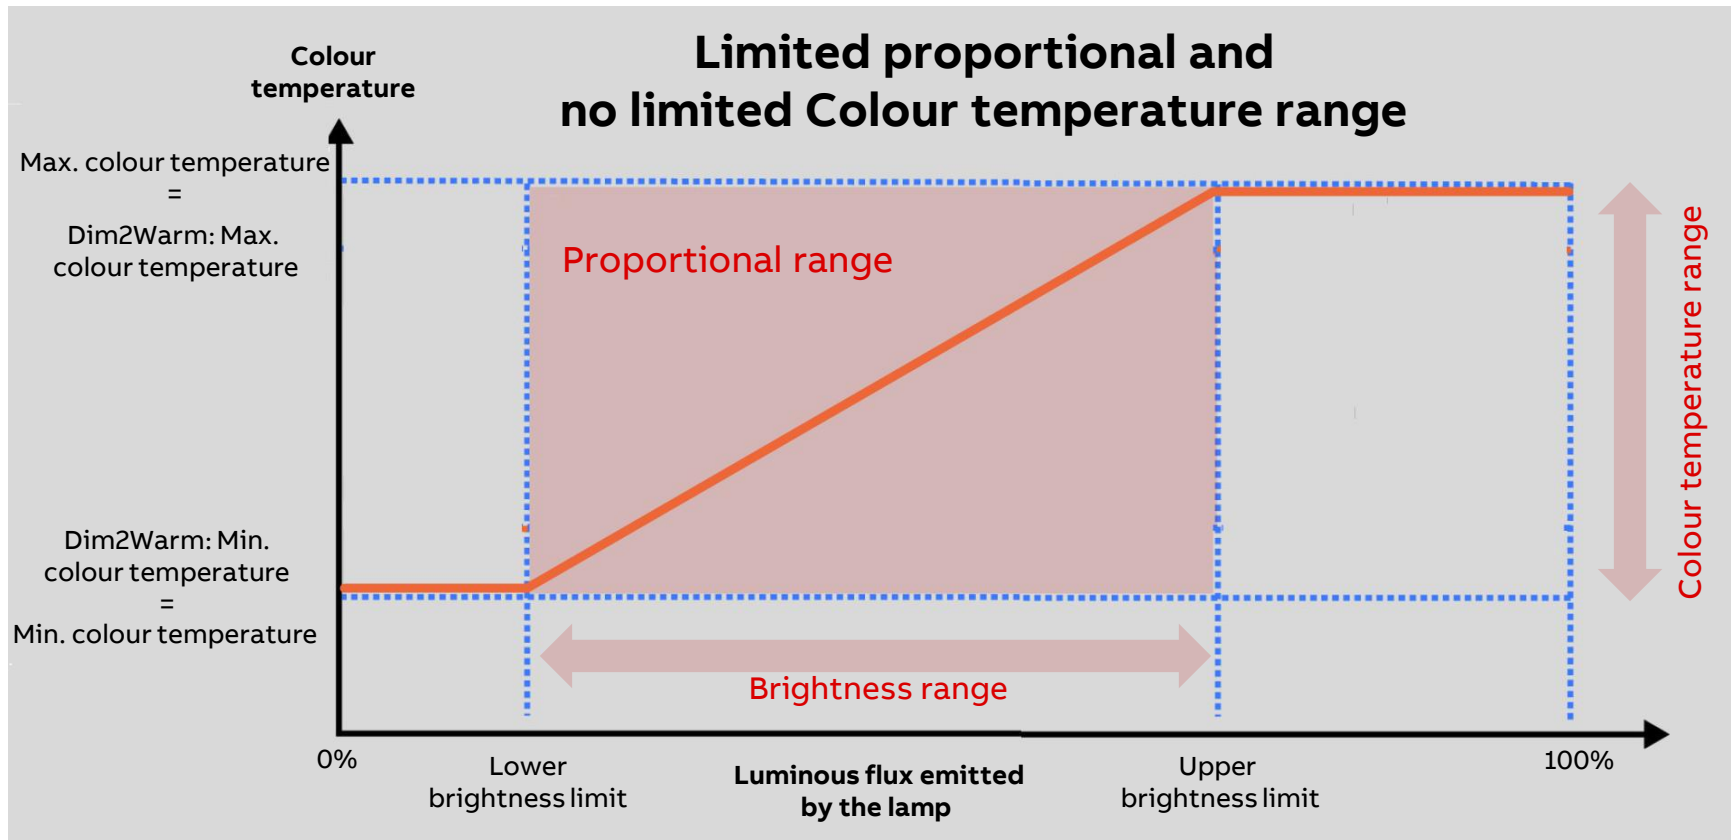 Limited proportional and
no limited Colour temperature range
Colour
temperature
Max. colour temperature
=
Dim2Warm: Max.
colour temperature
Proportional range
Colour temperature range
Dim2Warm: Min.
colour temperature
=
Min. colour temperature
Brightness range
0%
Lower
brightness limit
Luminous flux emitted
by the lamp
Upper
brightness limit
100%